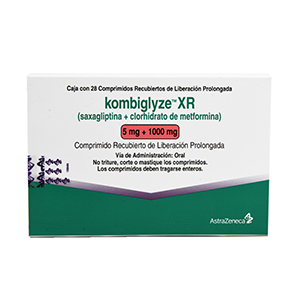 Caja con 28 Comprimidos Recubiertos de Liberación Prolongada
kombiglyze™ XR
(saxagliptina + clorhidrato de metformina)
5 mg + 1000 mg
Comprimido Recubierto de Liberación Prolongada
Vía de Administración: Oral
No triture, corte o mastique los comprimidos.
Los comprimidos deben tragarse enteros.
AstraZeneca